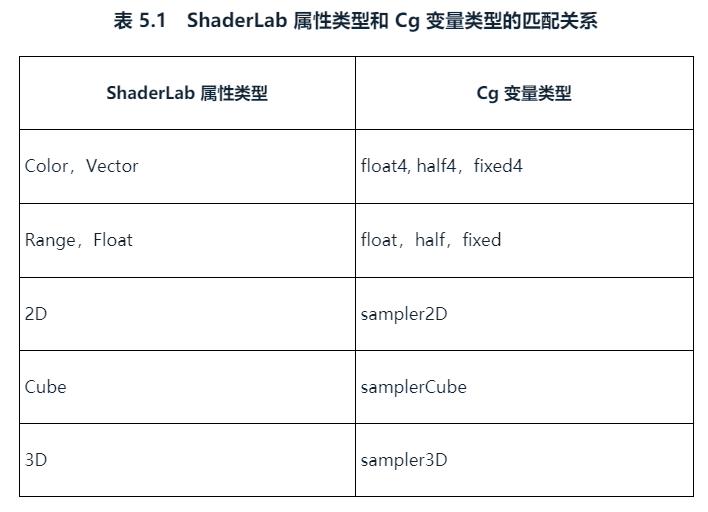 表 5.1 ShaderLab 属性类型和 Cg 变量类型的匹配关系
ShaderLab 属性类型 Cg 变量类型
Color，Vector float4, half4，fixed4
Range，Float float，half，fixed
2D sampler2D
Cube samplerCube
3D sampler3D